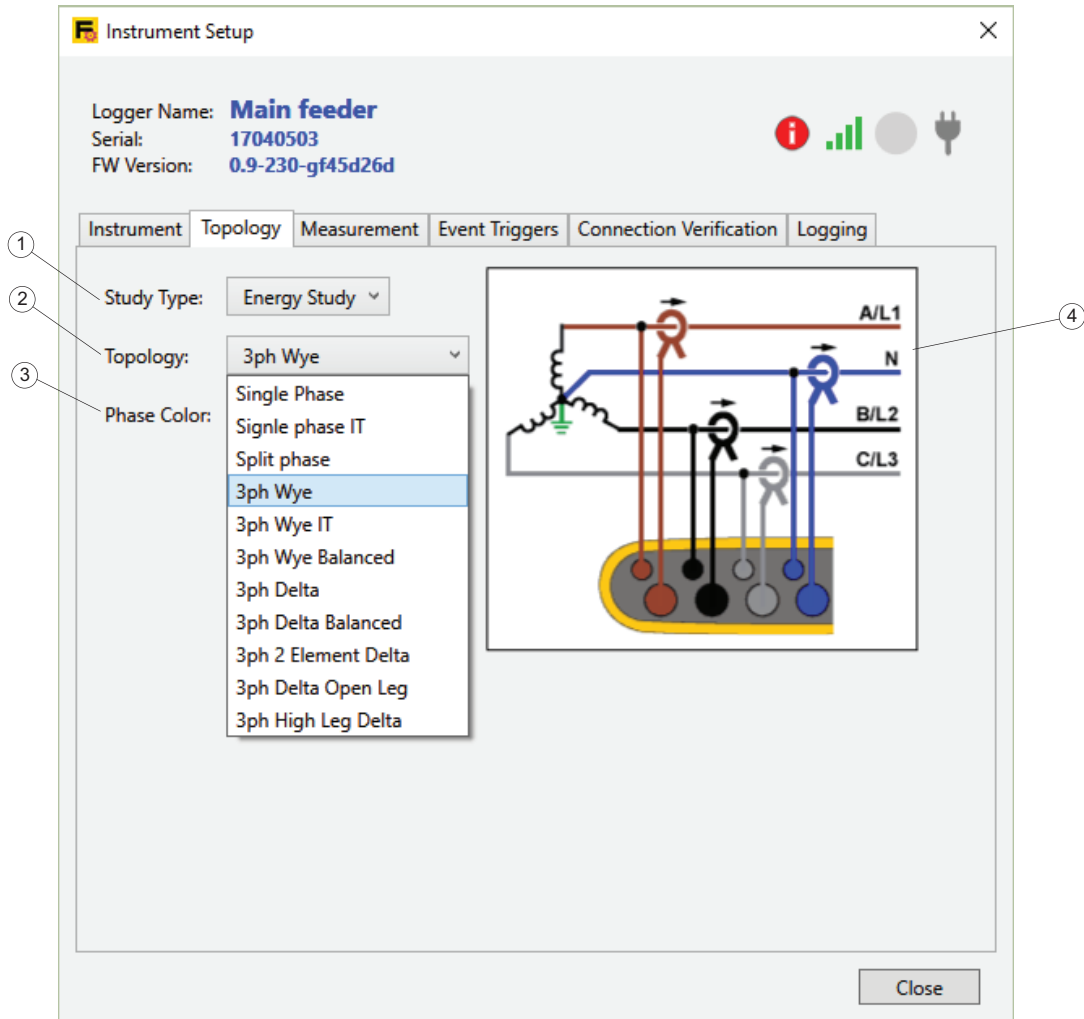 Instrument Setup
Logger Name: Main feeder
Serial: 17040503
FW Version: 0.9-230-gf45d26d
Instrument Topology Measurement Event Triggers Connection Verification Logging
1
Study Type: Energy Study
2
Topology: 3ph Wye
3
Phase Color:
Single Phase
Signle phase IT
Split phase
3ph Wye
3ph Wye IT
3ph Wye Balanced
3ph Delta
3ph Delta Balanced
3ph 2 Element Delta
3ph Delta Open Leg
3ph High Leg Delta
A/L1
N
B/L2
C/L3
4
Close